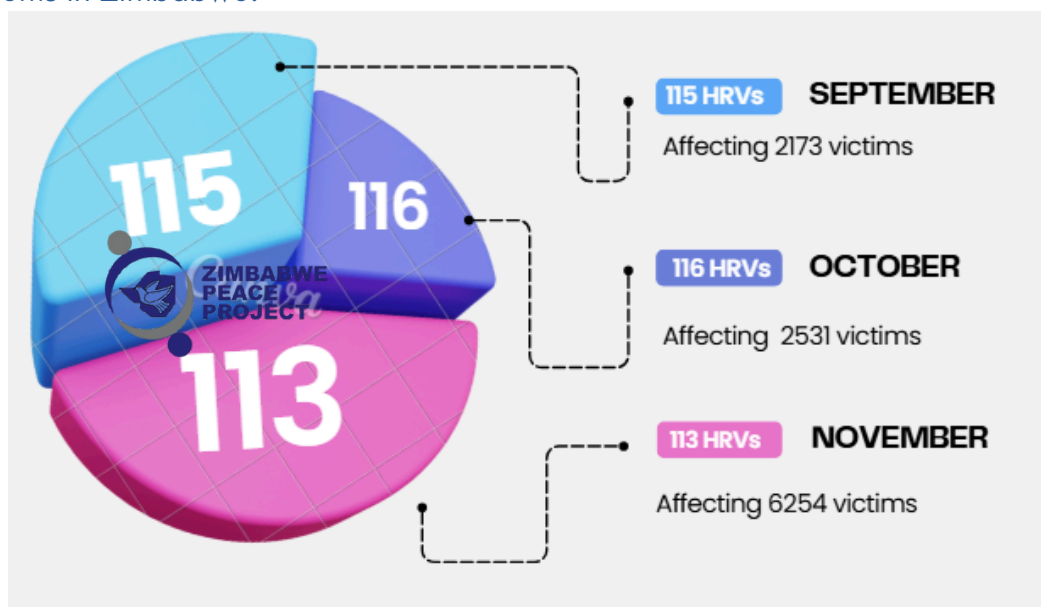 115
116
113
ZIMBABWE
PEACE
PROJECT
Canva
115 HRVs SEPTEMBER
Affecting 2173 victims
116 HRVs OCTOBER
Affecting 2531 victims
113 HRVs NOVEMBER
Affecting 6254 victims